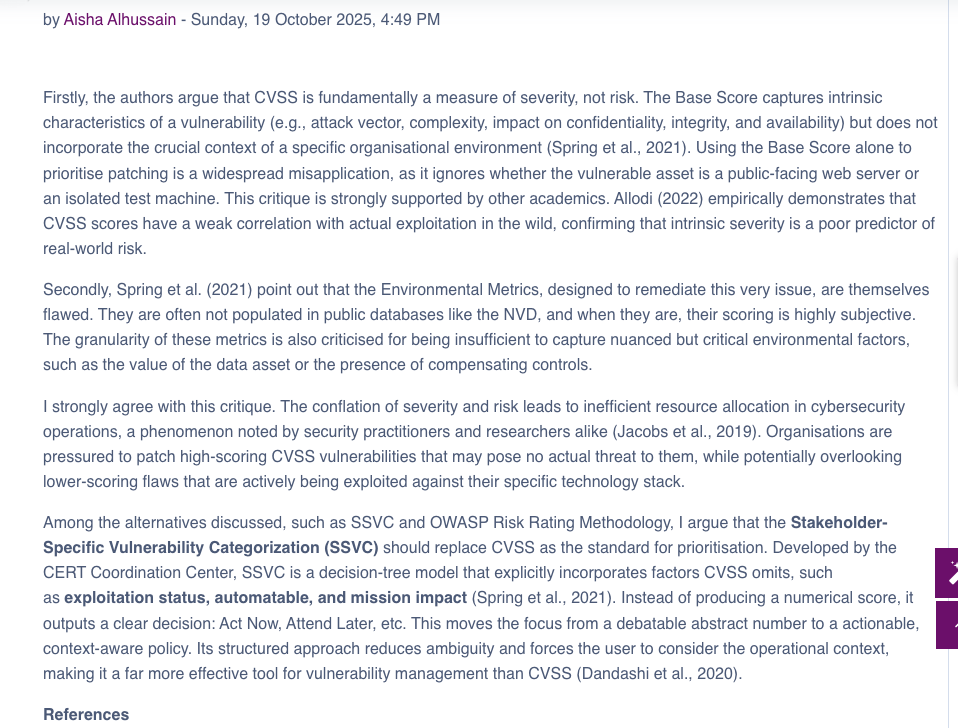 by Aisha Alhussain - Sunday, 19 October 2025, 4:49 PM
Firstly, the authors argue that CVSS is fundamentally a measure of severity, not risk. The Base Score captures intrinsic
characteristics of a vulnerability (e.g., attack vector, complexity, impact on confidentiality, integrity, and availability) but does not
incorporate the crucial context of a specific organisational environment (Spring et al., 2021). Using the Base Score alone to
prioritise patching is a widespread misapplication, as it ignores whether the vulnerable asset is a public-facing web server or
an isolated test machine. This critique is strongly supported by other academics. Allodi (2022) empirically demonstrates that
CVSS scores have a weak correlation with actual exploitation in the wild, confirming that intrinsic severity is a poor predictor of
real-world risk.
Secondly, Spring et al. (2021) point out that the Environmental Metrics, designed to remediate this very issue, are themselves
flawed. They are often not populated in public databases like the NVD, and when they are, their scoring is highly subjective.
The granularity of these metrics is also criticised for being insufficient to capture nuanced but critical environmental factors,
such as the value of the data asset or the presence of compensating controls.
I strongly agree with this critique. The conflation of severity and risk leads to inefficient resource allocation in cybersecurity
operations, a phenomenon noted by security practitioners and researchers alike (Jacobs et al., 2019). Organisations are
pressured to patch high-scoring CVSS vulnerabilities that may pose no actual threat to them, while potentially overlooking
lower-scoring flaws that are actively being exploited against their specific technology stack.
Among the alternatives discussed, such as SSVC and OWASP Risk Rating Methodology, I argue that the Stakeholder-
Specific Vulnerability Categorization (SSVC) should replace CVSS as the standard for prioritisation. Developed by the
CERT Coordination Center, SSVC is a decision-tree model that explicitly incorporates factors CVSS omits, such
as exploitation status, automatable, and mission impact (Spring et al., 2021). Instead of producing a numerical score, it
outputs a clear decision: Act Now, Attend Later, etc. This moves the focus from a debatable abstract number to a actionable,
context-aware policy. Its structured approach reduces ambiguity and forces the user to consider the operational context,
making it a far more effective tool for vulnerability management than CVSS (Dandashi et al., 2020).
References